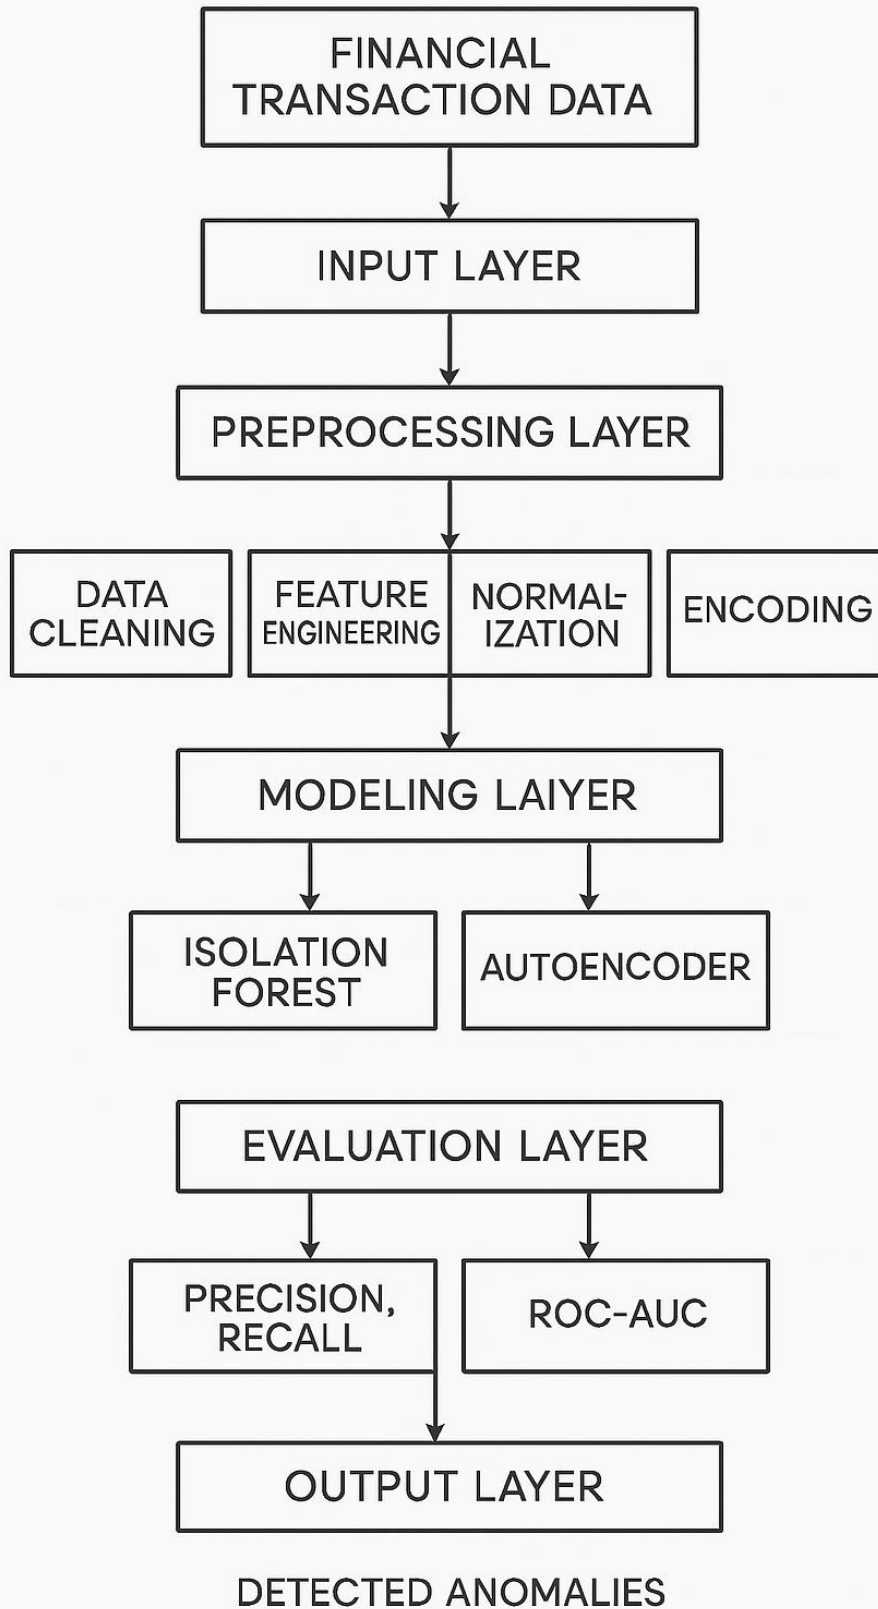 FINANCIAL
TRANSACTION DATA
INPUT LAYER
PREPROCESSING LAYER
DATA
CLEANING
FEATURE
ENGINEERING
NORMAL-
IZATION
ENCODING
MODELING LAIYER
ISOLATION
FOREST
AUTOENCODER
EVALUATION LAYER
PRECISION,
RECALL
ROC-AUC
OUTPUT LAYER
DETECTED ANOMALIES